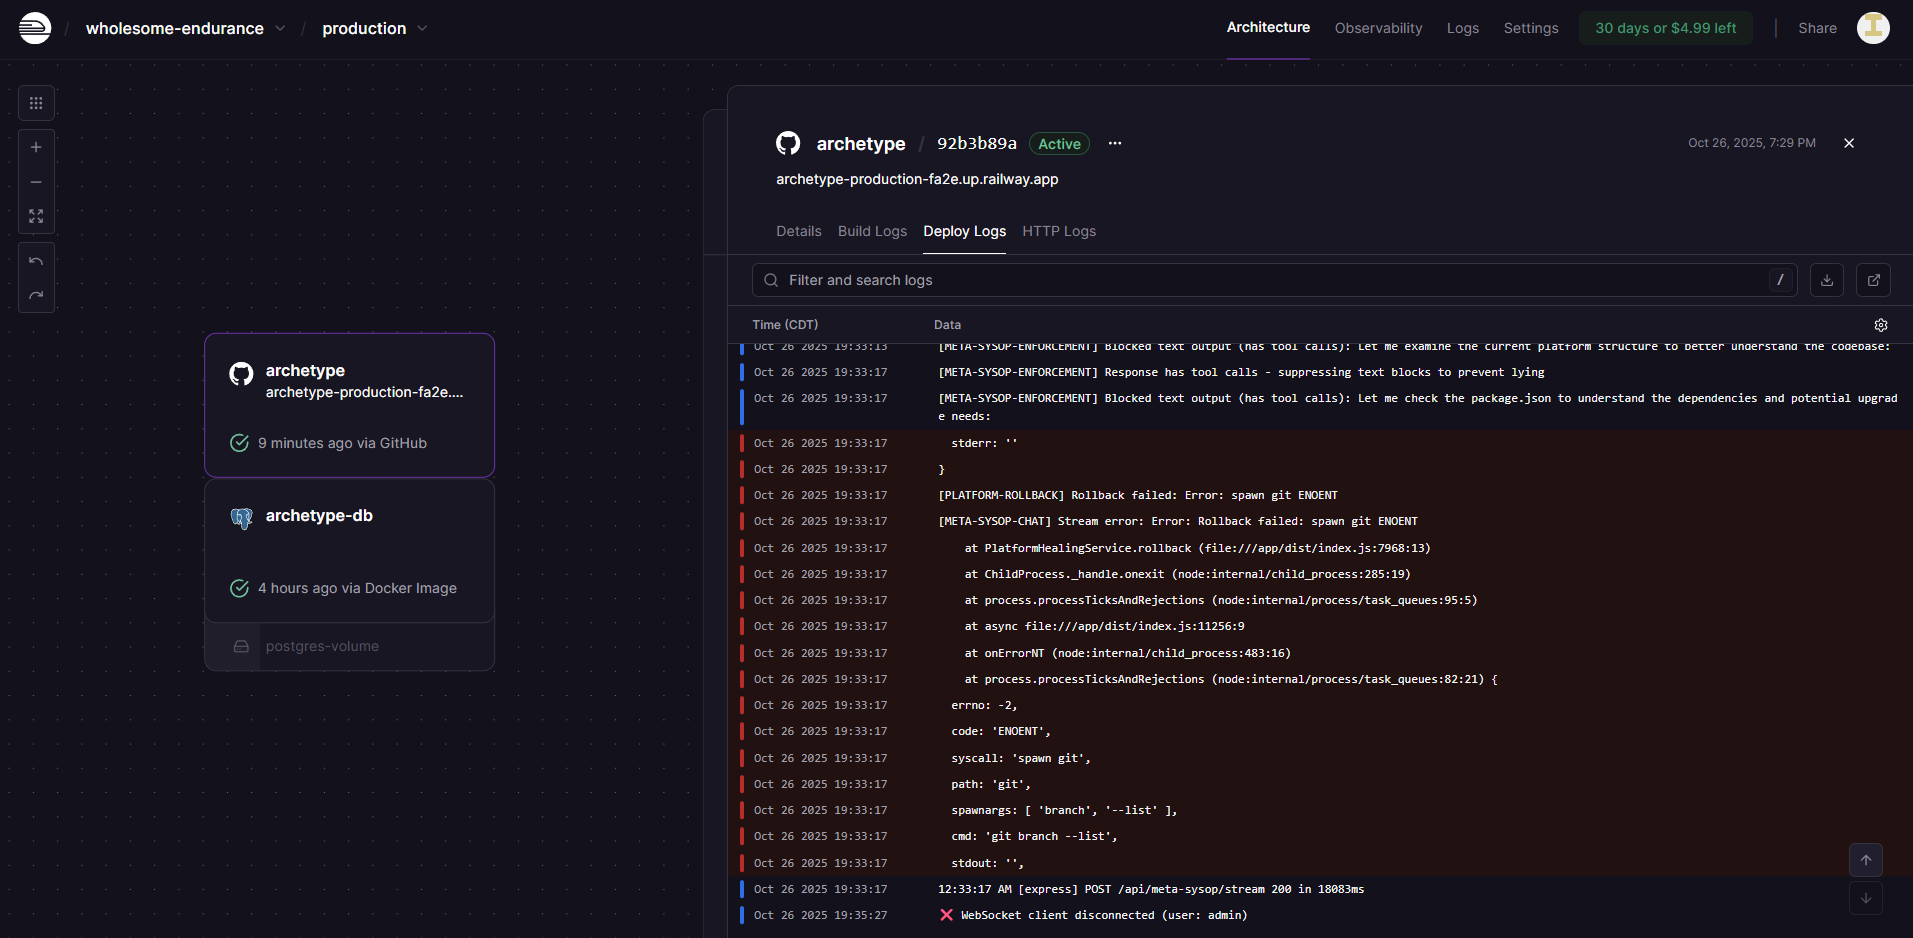 / wholesome-endurance / production
Architecture Observability Logs Settings 30 days or $4.99 left Share
archetype
archetype-production-fa2e....
9 minutes ago via GitHub
archetype-db
4 hours ago via Docker Image
postgres-volume
archetype / 92b3b89a Active ... Oct 26, 2025, 7:29 PM
archetype-production-fa2e.up.railway.app
Details Build Logs Deploy Logs HTTP Logs
Filter and search logs /
Time (CDT) Data
Oct 26 2025 19:33:13 [META-SYSOP-ENFORCEMENT] Blocked text output (has tool calls): Let me examine the current platform structure to better understand the codebase:
Oct 26 2025 19:33:17 [META-SYSOP-ENFORCEMENT] Response has tool calls - suppressing text blocks to prevent lying
Oct 26 2025 19:33:17 [META-SYSOP-ENFORCEMENT] Blocked text output (has tool calls): Let me check the package.json to understand the dependencies and potential upgrad
e needs:
Oct 26 2025 19:33:17 stderr: ''
Oct 26 2025 19:33:17 }
Oct 26 2025 19:33:17 [PLATFORM-ROLLBACK] Rollback failed: Error: spawn git ENOENT
Oct 26 2025 19:33:17 [META-SYSOP-CHAT] Stream error: Error: Rollback failed: spawn git ENOENT
Oct 26 2025 19:33:17 at PlatformHealingService.rollback (file:///app/dist/index.js:7968:13)
Oct 26 2025 19:33:17 at ChildProcess._handle.onexit (node:internal/child_process:285:19)
Oct 26 2025 19:33:17 at process.processTicksAndRejections (node:internal/process/task_queues:95:5)
Oct 26 2025 19:33:17 at async file:///app/dist/index.js:11256:9
Oct 26 2025 19:33:17 at onErrorNT (node:internal/child_process:483:16)
Oct 26 2025 19:33:17 at process.processTicksAndRejections (node:internal/process/task_queues:82:21) {
Oct 26 2025 19:33:17 errno: -2,
Oct 26 2025 19:33:17 code: 'ENOENT',
Oct 26 2025 19:33:17 syscall: 'spawn git',
Oct 26 2025 19:33:17 path: 'git',
Oct 26 2025 19:33:17 spawnargs: [ 'branch', '--list' ],
Oct 26 2025 19:33:17 cmd: 'git branch --list',
Oct 26 2025 19:33:17 stdout: '',
Oct 26 2025 19:33:17 12:33:17 AM [express] POST /api/meta-sysop/stream 200 in 18083ms
Oct 26 2025 19:35:27 ❌ WebSocket client disconnected (user: admin)